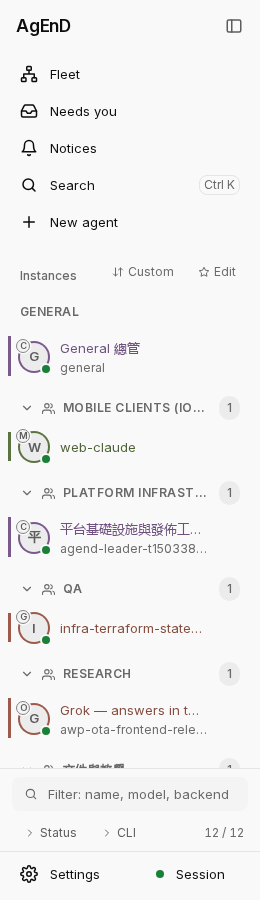 AgEnD
Fleet
Needs you
Notices
Search Ctrl K
New agent
Instances Custom Edit
GENERAL
C G General 總管
general
MOBILE CLIENTS (IO... 1
M W web-claude
PLATFORM INFRAST... 1
C 平 平台基礎設施與發佈工...
agend-leader-t150338...
QA 1
G I infra-terraform-state...
RESEARCH 1
O G Grok — answers in t...
awp-ota-frontend-rele...
Filter: name, model, backend
Status CLI 12 / 12
Settings Session